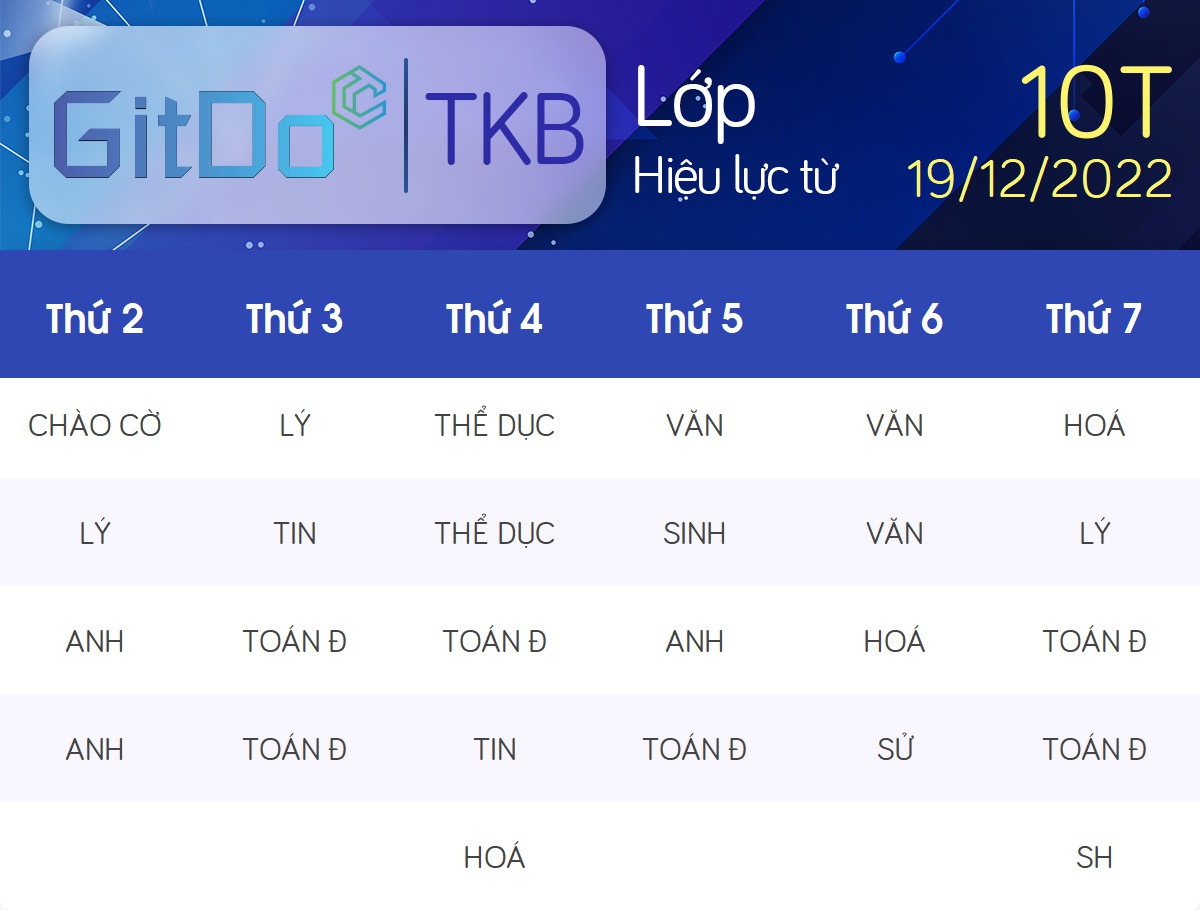 GitDo TKB
Lớp 10T
Hiệu lực từ 19/12/2022
Thứ 2 Thứ 3 Thứ 4 Thứ 5 Thứ 6 Thứ 7
CHÀO CỜ LÝ THỂ DỤC VĂN VĂN HOÁ
LÝ TIN THỂ DỤC SINH VĂN LÝ
ANH TOÁN Đ TOÁN Đ ANH HOÁ TOÁN Đ
ANH TOÁN Đ TIN TOÁN Đ SỬ TOÁN Đ
HOÁ SH